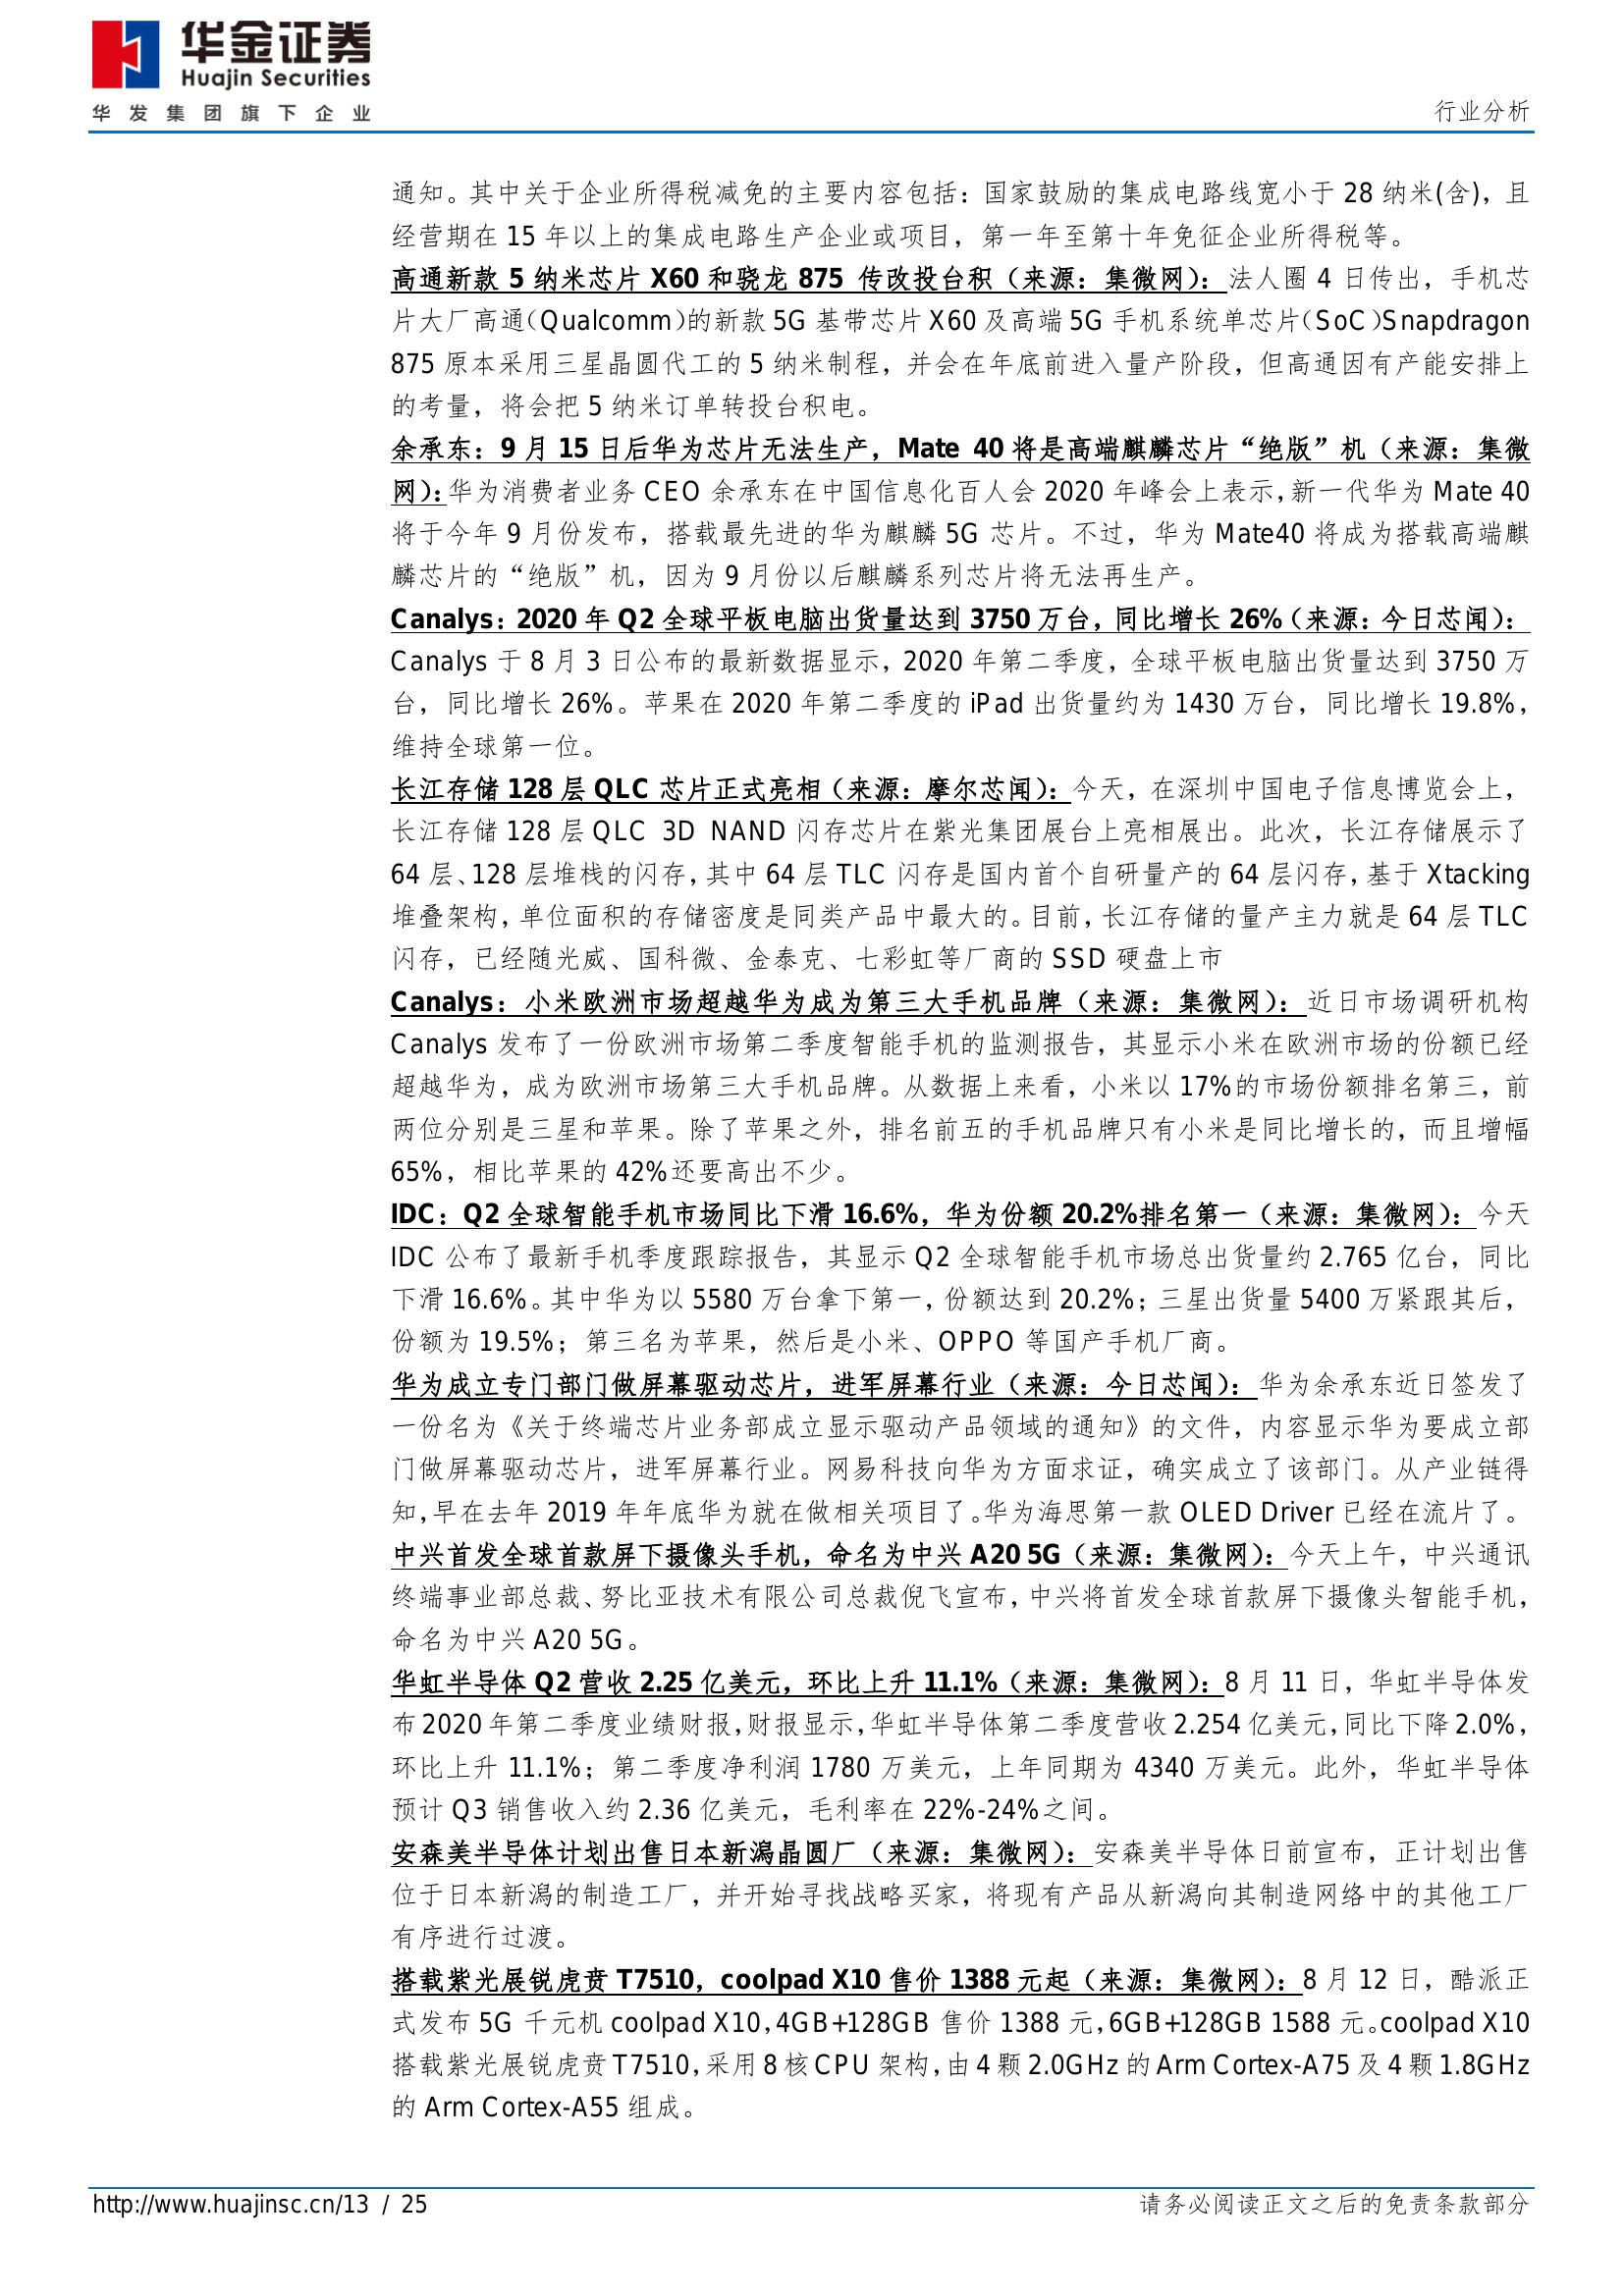 华金证券
Huajin Securities
华发集团旗下企业
行业分析
通知。其中关于企业所得税减免的主要内容包括：国家鼓励的集成电路线宽小于 28 纳米(含)，且
经营期在 15 年以上的集成电路生产企业或项目，第一年至第十年免征企业所得税等。
高通新款 5 纳米芯片 X60 和骁龙 875 传改投台积（来源：集微网）：法人圈 4 日传出，手机芯
片大厂高通（Qualcomm）的新款 5G 基带芯片 X60 及高端 5G 手机系统单芯片（SoC）Snapdragon
875 原本采用三星晶圆代工的 5 纳米制程，并会在年底前进入量产阶段，但高通因有产能安排上
的考量，将会把 5 纳米订单转投台积电。
余承东：9 月 15 日后华为芯片无法生产，Mate 40 将是高端麒麟芯片“绝版”机（来源：集微
网）：华为消费者业务 CEO 余承东在中国信息化百人会 2020 年峰会上表示，新一代华为 Mate 40
将于今年 9 月份发布，搭载最先进的华为麒麟 5G 芯片。不过，华为 Mate40 将成为搭载高端麒
麟芯片的“绝版”机，因为 9 月份以后麒麟系列芯片将无法再生产。
Canalys：2020 年 Q2 全球平板电脑出货量达到 3750 万台，同比增长 26%（来源：今日芯闻）：
Canalys 于 8 月 3 日公布的最新数据显示，2020 年第二季度，全球平板电脑出货量达到 3750 万
台，同比增长 26%。苹果在 2020 年第二季度的 iPad 出货量约为 1430 万台，同比增长 19.8%，
维持全球第一位。
长江存储 128 层 QLC 芯片正式亮相（来源：摩尔芯闻）：今天，在深圳中国电子信息博览会上，
长江存储 128 层 QLC 3D NAND 闪存芯片在紫光集团展台上亮相展出。此次，长江存储展示了
64 层、128 层堆栈的闪存，其中 64 层 TLC 闪存是国内首个自研量产的 64 层闪存，基于 Xtacking
堆叠架构，单位面积的存储密度是同类产品中最大的。目前，长江存储的量产主力就是 64 层 TLC
闪存，已经随光威、国科微、金泰克、七彩虹等厂商的 SSD 硬盘上市
Canalys：小米欧洲市场超越华为成为第三大手机品牌（来源：集微网）：近日市场调研机构
Canalys 发布了一份欧洲市场第二季度智能手机的监测报告，其显示小米在欧洲市场的份额已经
超越华为，成为欧洲市场第三大手机品牌。从数据上来看，小米以 17%的市场份额排名第三，前
两位分别是三星和苹果。除了苹果之外，排名前五的手机品牌只有小米是同比增长的，而且增幅
65%，相比苹果的 42%还要高出不少。
IDC：Q2 全球智能手机市场同比下滑 16.6%，华为份额 20.2%排名第一（来源：集微网）：今天
IDC 公布了最新手机季度跟踪报告，其显示 Q2 全球智能手机市场总出货量约 2.765 亿台，同比
下滑 16.6%。其中华为以 5580 万台拿下第一，份额达到 20.2%；三星出货量 5400 万紧跟其后，
份额为 19.5%；第三名为苹果，然后是小米、OPPO 等国产手机厂商。
华为成立专门部门做屏幕驱动芯片，进军屏幕行业（来源：今日芯闻）：华为余承东近日签发了
一份名为《关于终端芯片业务部成立显示驱动产品领域的通知》的文件，内容显示华为要成立部
门做屏幕驱动芯片，进军屏幕行业。网易科技向华为方面求证，确实成立了该部门。从产业链得
知，早在去年 2019 年年底华为就在做相关项目了。华为海思第一款 OLED Driver 已经在流片了。
中兴首发全球首款屏下摄像头手机，命名为中兴 A20 5G（来源：集微网）：今天上午，中兴通讯
终端事业部总裁、努比亚技术有限公司总裁倪飞宣布，中兴将首发全球首款屏下摄像头智能手机，
命名为中兴 A20 5G。
华虹半导体 Q2 营收 2.25 亿美元，环比上升 11.1%（来源：集微网）：8 月 11 日，华虹半导体发
布 2020 年第二季度业绩财报，财报显示，华虹半导体第二季度营收 2.254 亿美元，同比下降 2.0%，
环比上升 11.1%；第二季度净利润 1780 万美元，上年同期为 4340 万美元。此外，华虹半导体
预计 Q3 销售收入约 2.36 亿美元，毛利率在 22%-24%之间。
安森美半导体计划出售日本新潟晶圆厂（来源：集微网）：安森美半导体日前宣布，正计划出售
位于日本新潟的制造工厂，并开始寻找战略买家，将现有产品从新潟向其制造网络中的其他工厂
有序进行过渡。
搭载紫光展锐虎贲 T7510，coolpad X10 售价 1388 元起（来源：集微网）：8 月 12 日，酷派正
式发布 5G 千元机 coolpad X10，4GB+128GB 售价 1388 元，6GB+128GB 1588 元。coolpad X10
搭载紫光展锐虎贲 T7510，采用 8 核 CPU 架构，由 4 颗 2.0GHz 的 Arm Cortex-A75 及 4 颗 1.8GHz
的 Arm Cortex-A55 组成。
http://www.huajinsc.cn/13 / 25
请务必阅读正文之后的免责条款部分